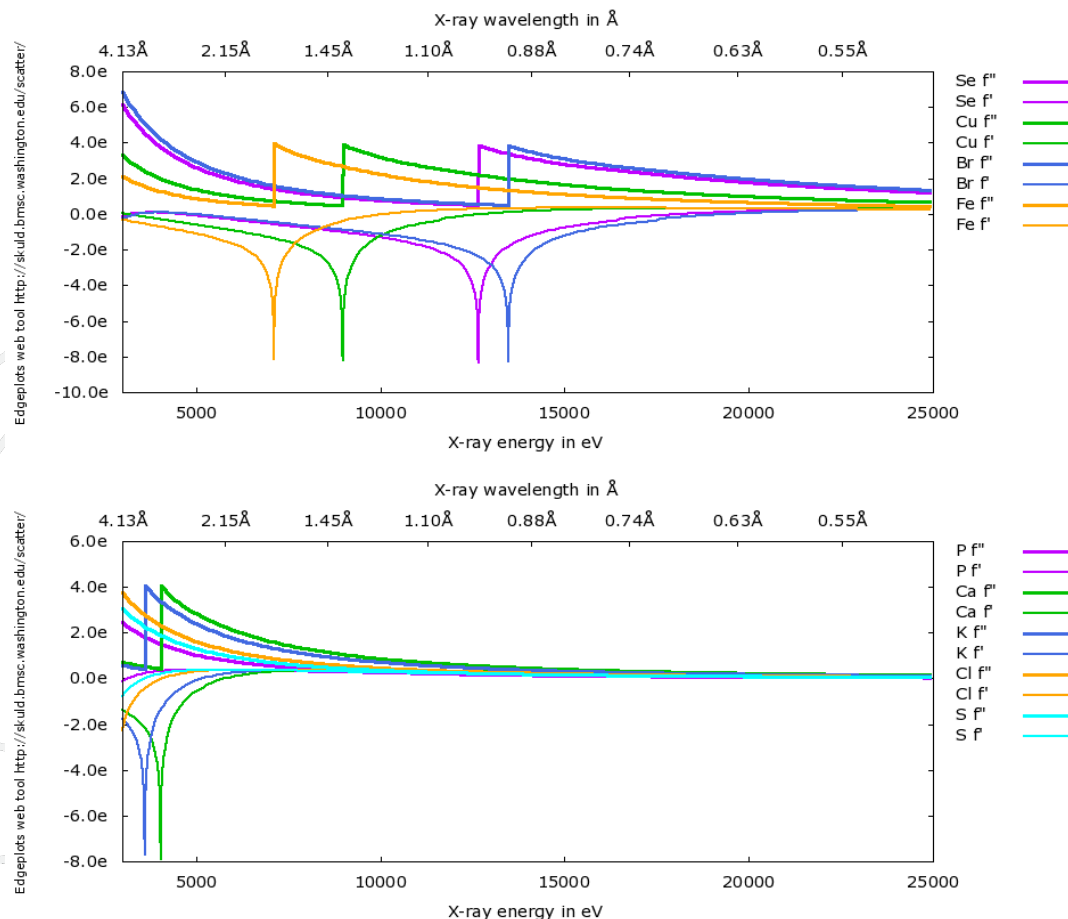 X-ray wavelength in Å
4.13Å 2.15Å 1.45Å 1.10Å 0.88Å 0.74Å 0.63Å 0.55Å
8.0e
6.0e
4.0e
2.0e
0.0e
-2.0e
-4.0e
-6.0e
-8.0e
-10.0e
5000 10000 15000 20000 25000
X-ray energy in eV
Edgeplots web tool http://skuld.bmsc.washington.edu/scatter/
Se f"
Se f'
Cu f"
Cu f'
Br f"
Br f'
Fe f"
Fe f'
X-ray wavelength in Å
4.13Å 2.15Å 1.45Å 1.10Å 0.88Å 0.74Å 0.63Å 0.55Å
6.0e
4.0e
2.0e
0.0e
-2.0e
-4.0e
-6.0e
-8.0e
5000 10000 15000 20000 25000
X-ray energy in eV
Edgeplots web tool http://skuld.bmsc.washington.edu/scatter/
P f"
P f'
Ca f"
Ca f'
K f"
K f'
Cl f"
Cl f'
S f"
S f'